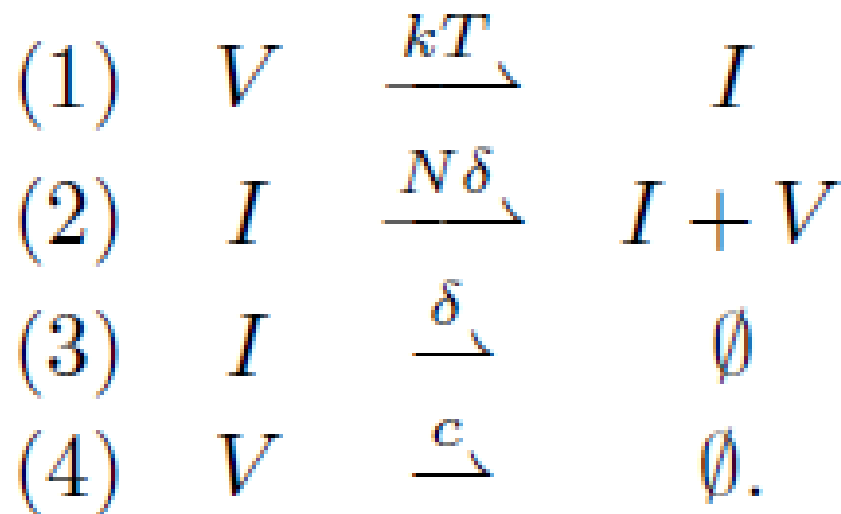 (1) V kT⇀ I
(2) I Nδ⇀ I + V
(3) I δ⇀ ∅
(4) V c⇀ ∅.